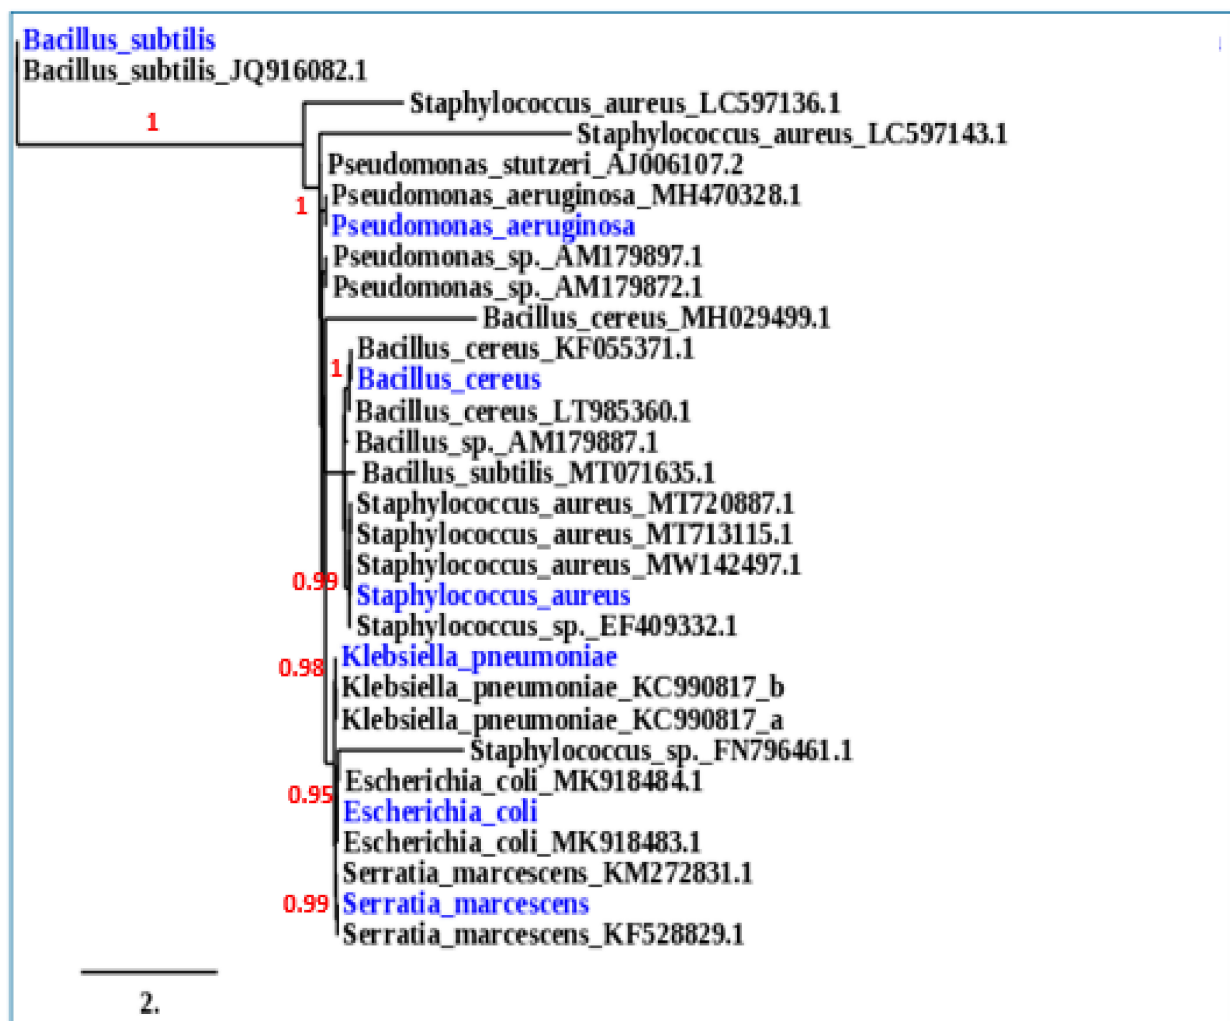 Bacillus_subtilis
Bacillus_subtilis_JQ916082.1
Staphylococcus_aureus_LC597136.1
1
Staphylococcus_aureus_LC597143.1
Pseudomonas_stutzeri_AJ006107.2
Pseudomonas_aeruginosa_MH470328.1
1
Pseudomonas_aeruginosa
Pseudomonas_sp._AM179897.1
Pseudomonas_sp._AM179872.1
Bacillus_cereus_MH029499.1
Bacillus_cereus_KF055371.1
1
Bacillus_cereus
Bacillus_cereus_LT985360.1
Bacillus_sp._AM179887.1
Bacillus_subtilis_MT071635.1
Staphylococcus_aureus_MT720887.1
Staphylococcus_aureus_MT713115.1
Staphylococcus_aureus_MW142497.1
0.99
Staphylococcus_aureus
Staphylococcus_sp._EF409332.1
Klebsiella_pneumoniae
0.98
Klebsiella_pneumoniae_KC990817_b
Klebsiella_pneumoniae_KC990817_a
Staphylococcus_sp._FN796461.1
Escherichia_coli_MK918484.1
0.95
Escherichia_coli
Escherichia_coli_MK918483.1
Serratia_marcescens_KM272831.1
0.99
Serratia_marcescens
Serratia_marcescens_KF528829.1
2.